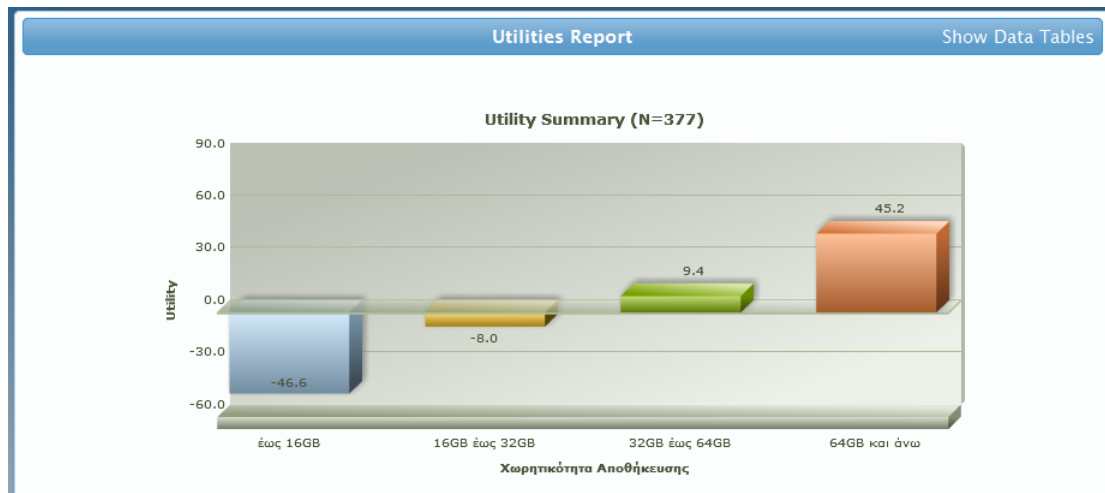 Utilities Report
Show Data Tables
Utility Summary (N=377)
90.0
60.0
30.0
0.0
-30.0
-60.0
Utility
-46.6
-8.0
9.4
45.2
έως 16GB
16GB έως 32GB
32GB έως 64GB
64GB και άνω
Χωρητικότητα Αποθήκευσης